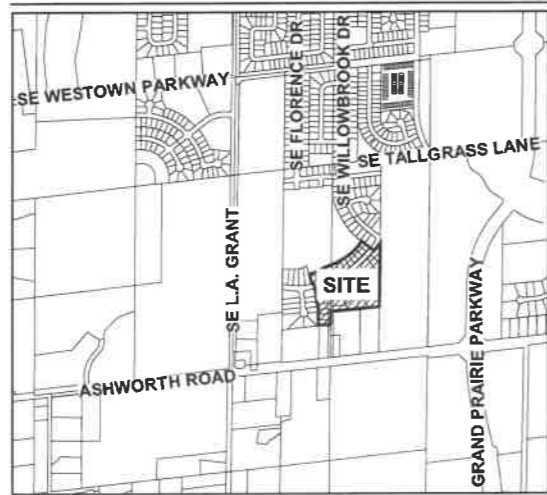 SE WESTOWN PARKWAY
SE FLORENCE DR
SE WILLOWBROOK DR
SE TALLGRASS LANE
SE L.A. GRANT
SITE
GRAND PRAIRIE PARKWAY
ASHWORTH ROAD